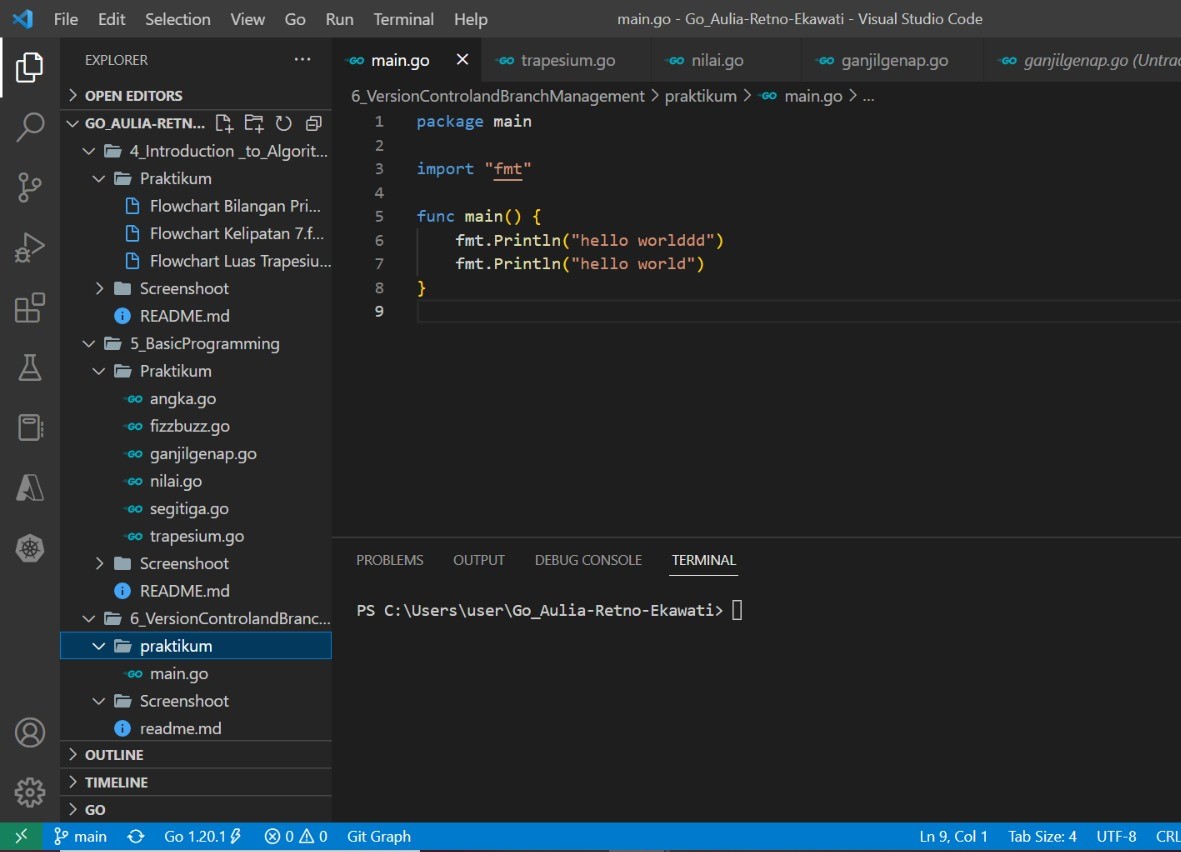 File Edit Selection View Go Run Terminal Help main.go - Go_Aulia-Retno-Ekawati - Visual Studio Code
EXPLORER ...
main.go
trapesium.go
nilai.go
ganjilgenap.go
ganjilgenap.go (Untrac
OPEN EDITORS
GO_AULIA-RETN...
4_Introduction _to_Algorit...
Praktikum
Flowchart Bilangan Pri...
Flowchart Kelipatan 7.f...
Flowchart Luas Trapesiu...
Screenshoot
README.md
5_BasicProgramming
Praktikum
angka.go
fizzbuzz.go
ganjilgenap.go
nilai.go
segitiga.go
trapesium.go
Screenshoot
README.md
6_VersionControlandBranc...
praktikum
main.go
Screenshoot
readme.md
OUTLINE
TIMELINE
GO
6_VersionControlandBranchManagement > praktikum > main.go > ...
1 package main
2
3 import "fmt"
4
5 func main() {
6 fmt.Println("hello worlddd")
7 fmt.Println("hello world")
8 }
9
PROBLEMS OUTPUT DEBUG CONSOLE TERMINAL
PS C:\Users\user\Go_Aulia-Retno-Ekawati>
main Go 1.20.1 0 0 Git Graph Ln 9, Col 1 Tab Size: 4 UTF-8 CRL